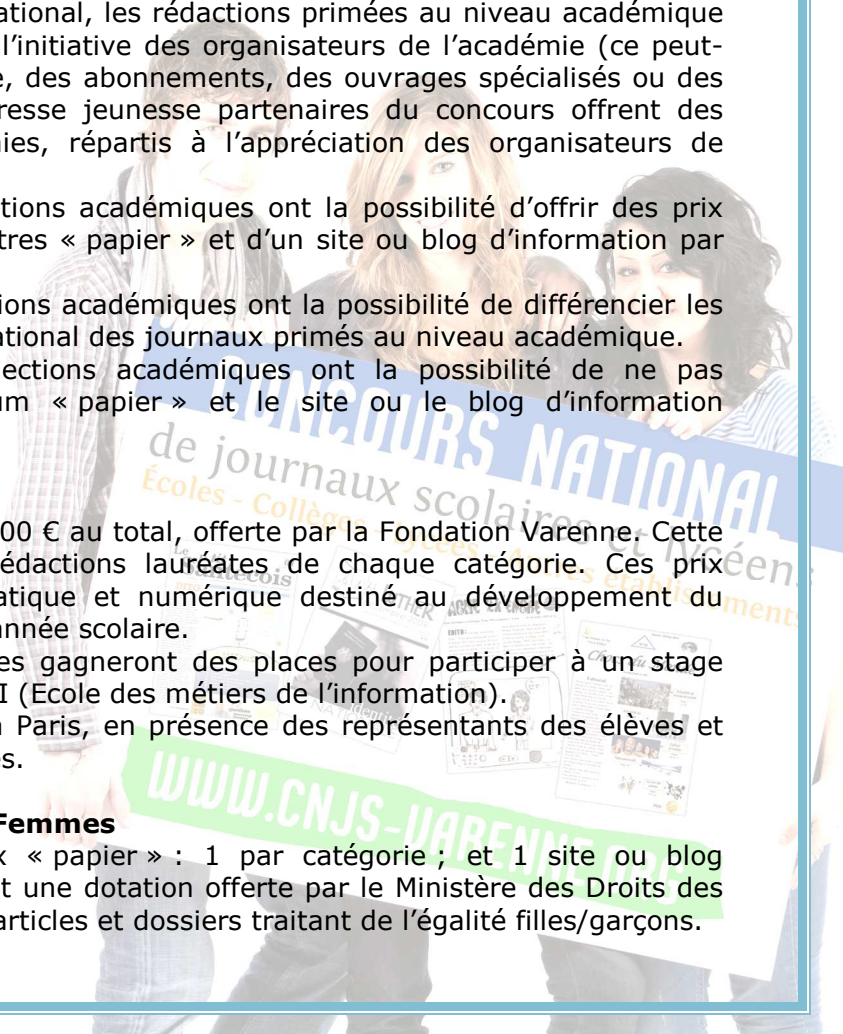 ational, les rédactions primées au niveau académique
l'initiative des organisateurs de l'académie (ce peut-
e, des abonnements, des ouvrages spécialisés ou des
resse jeunesse partenaires du concours offrent des
nies, répartis à l'appréciation des organisateurs de
tions académiques ont la possibilité d'offrir des prix
tres « papier » et d'un site ou blog d'information par
ions académiques ont la possibilité de différencier les
ational des journaux primés au niveau académique.
lections académiques ont la possibilité de ne pas
um « papier » et le site ou le blog d'information
CONCOURS NATIONAL
de journaux scolaires et lycéens
Écoles - Collèges - Lycées - Autres établissements
00 € au total, offerte par la Fondation Varenne. Cette
rédactions lauréates de chaque catégorie. Ces prix
atique et numérique destiné au développement du
année scolaire.
es gagneront des places pour participer à un stage
I (Ecole des métiers de l'information).
à Paris, en présence des représentants des élèves et
es.
WWW.CNJS-VARENNE.ORG
Femmes
x « papier » : 1 par catégorie ; et 1 site ou blog
t une dotation offerte par le Ministère des Droits des
articles et dossiers traitant de l'égalité filles/garçons.